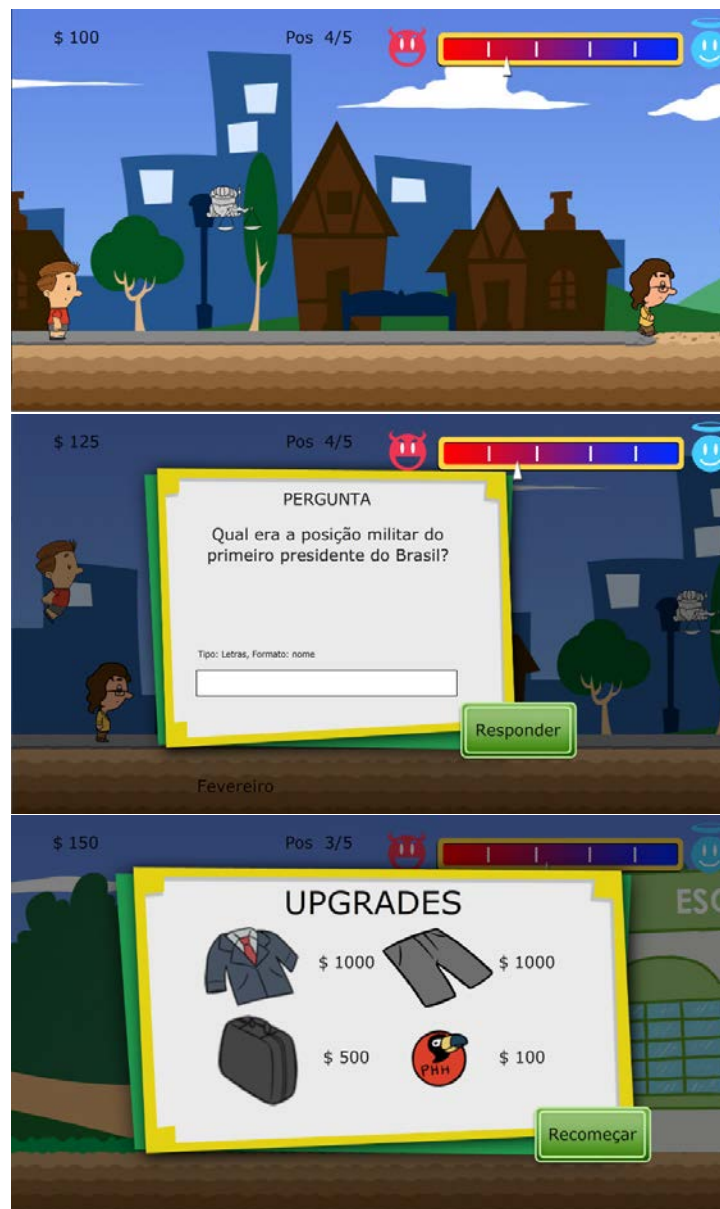 $ 100
Pos 4/5
$ 125
Pos 4/5
PERGUNTA
Qual era a posição militar do
primeiro presidente do Brasil?
Tipo: Letras, Formato: nome
Responder
Fevereiro
$ 150
Pos 3/5
ESC
UPGRADES
$ 1000
$ 1000
$ 500
PHH
$ 100
Recomeçar